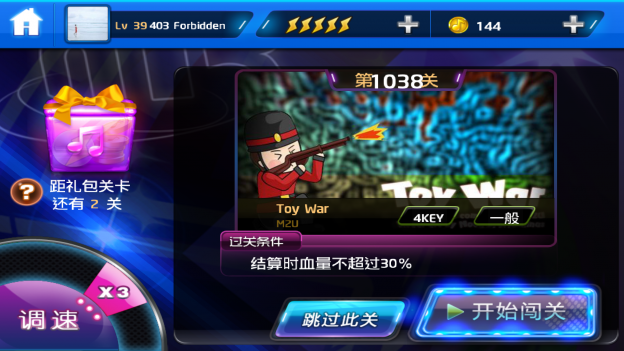 Lv 39 403 Forbidden
144
第1038关
Toy War
Toy War
M2U
4KEY
一般
距礼包关卡
还有 2 关
过关条件
结算时血量不超过30%
X3
调速
跳过此关
开始闯关